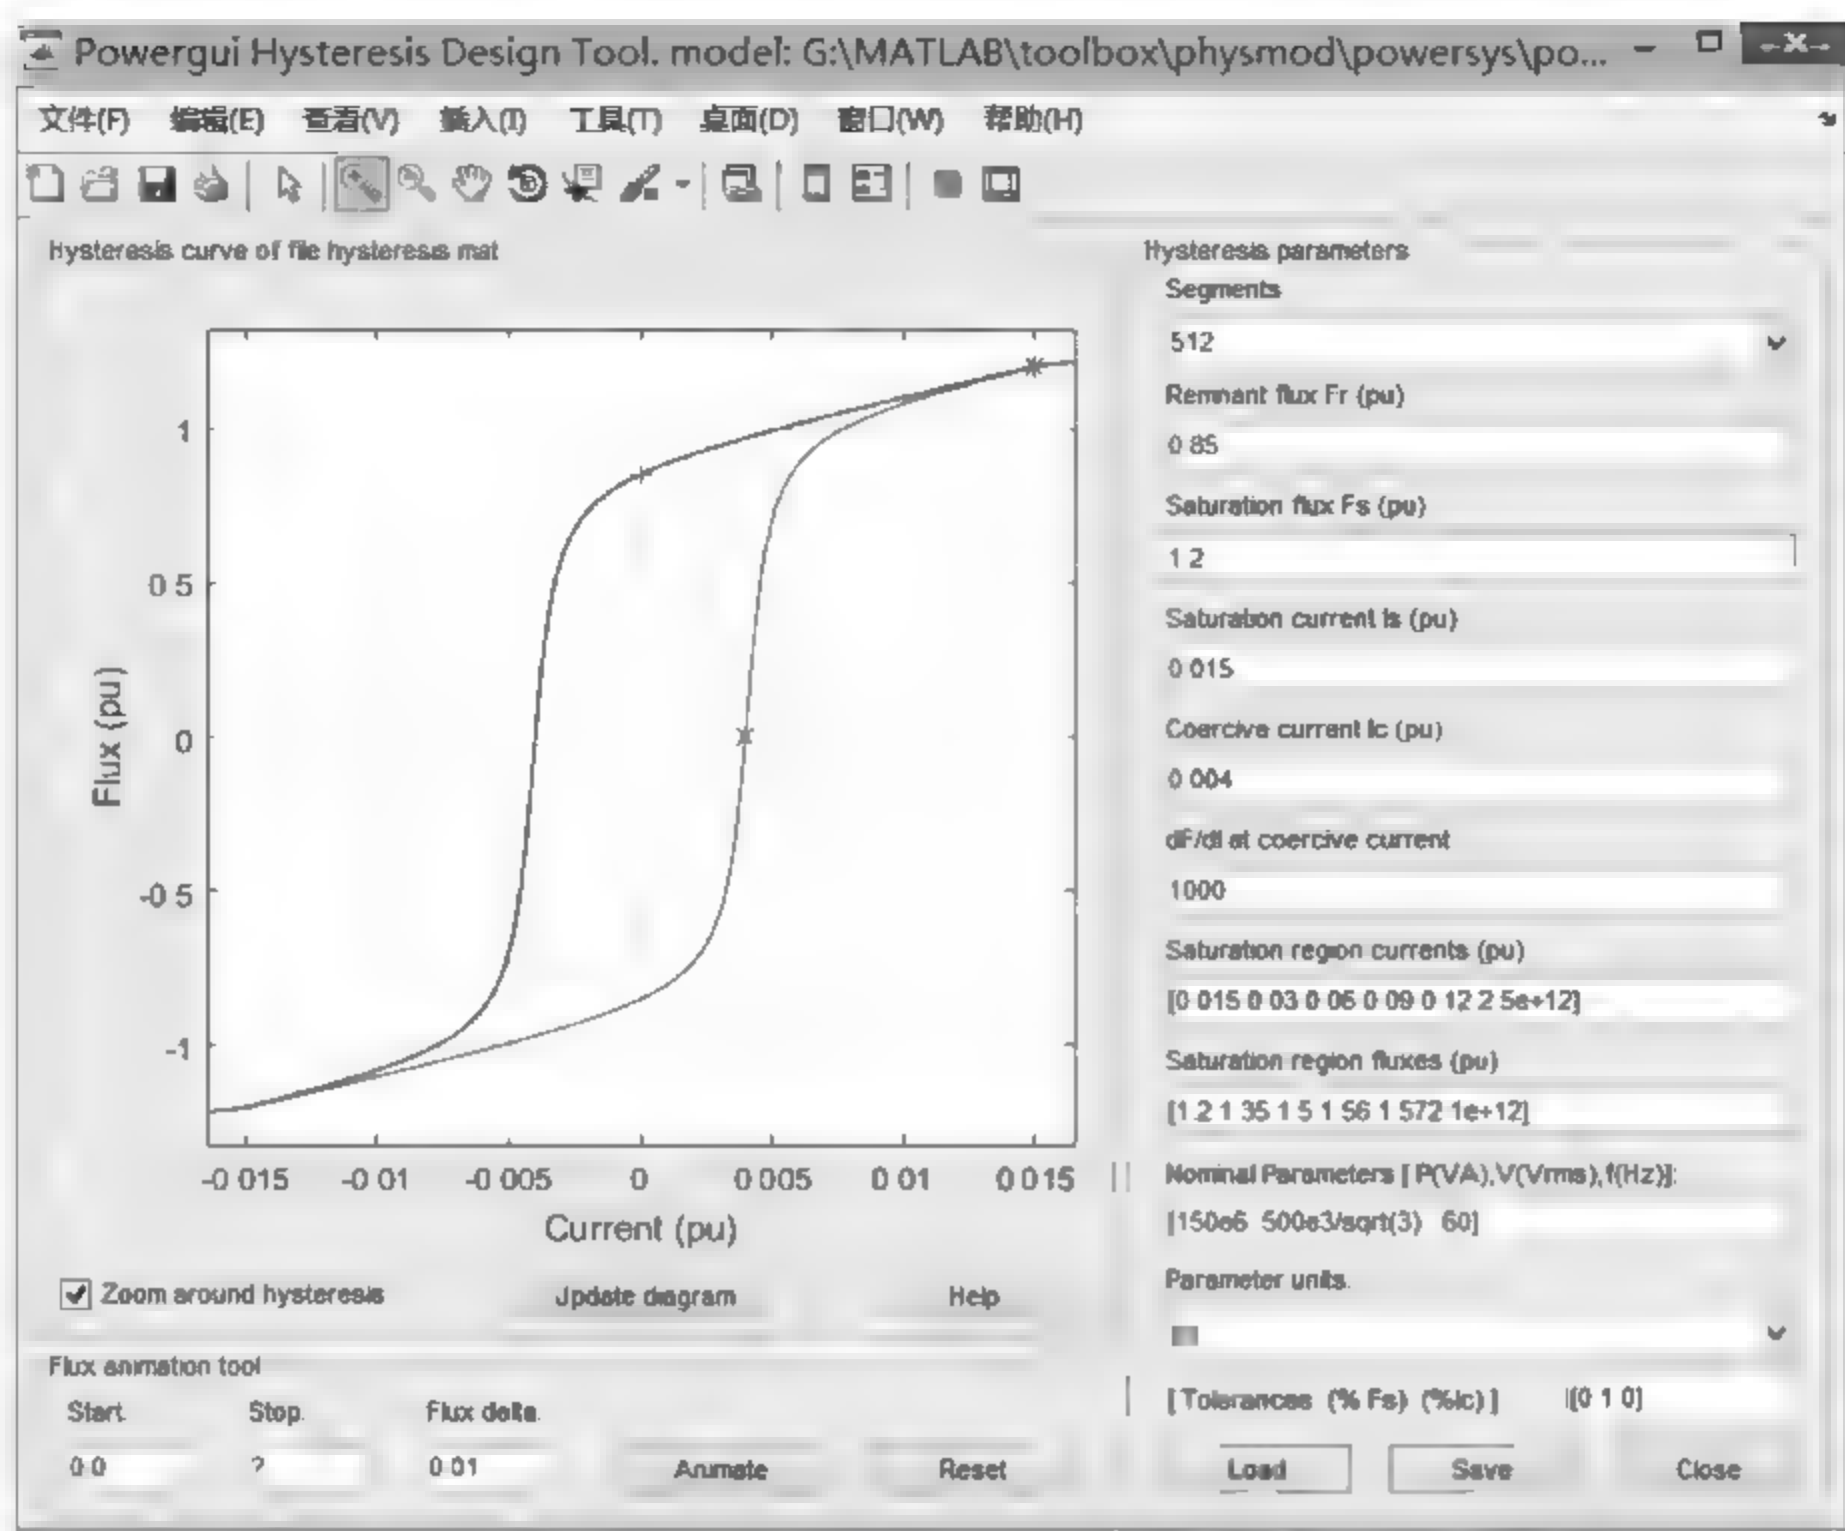 Powergui Hysteresis Design Tool. model: G:\MATLAB\toolbox\physmod\powersys\po...
文件(F) 编辑(E) 查看(V) 插入(I) 工具(T) 桌面(D) 窗口(W) 帮助(H)
Hysteresis curve of file hysteresis mat
1
0 5
0
-0 5
-1
Flux (pu)
-0 015 -0 01 -0 005 0 0 005 0 01 0 015
Current (pu)
Zoom around hysteresis
Update diagram
Help
Flux animation tool
Start. Stop. Flux delta.
0 0 ? 0 01 Animate Reset
Hysteresis parameters
Segments
512
Remnant flux Fr (pu)
0 85
Saturation flux Fs (pu)
1 2
Saturation current Is (pu)
0 015
Coercive current Ic (pu)
0 004
dF/dI at coercive current
1000
Saturation region currents (pu)
[0 015 0 03 0 06 0 09 0 12 2 5e+12]
Saturation region fluxes (pu)
[1.2 1 35 1 5 1 56 1 572 1e+12]
Nominal Parameters [ P(VA),V(Vrms),f(Hz)]:
[150e6 500e3/sqrt(3) 60]
Parameter units.
[ Tolerances (% Fs) (%Ic) ] [0 1 0]
Load Save Close